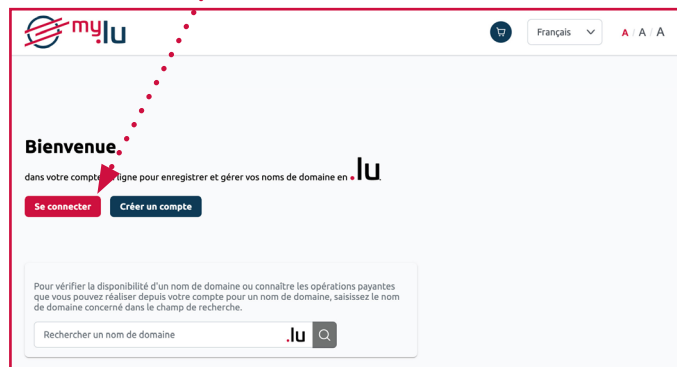 my.lu
Français
A / A / A
Bienvenue
dans votre compte ligne pour enregistrer et gérer vos noms de domaine en .lu.
Se connecter
Créer un compte
Pour vérifier la disponibilité d'un nom de domaine ou connaître les opérations payantes
que vous pouvez réaliser depuis votre compte pour un nom de domaine, saisissez le nom
de domaine concerné dans le champ de recherche.
Rechercher un nom de domaine
.lu